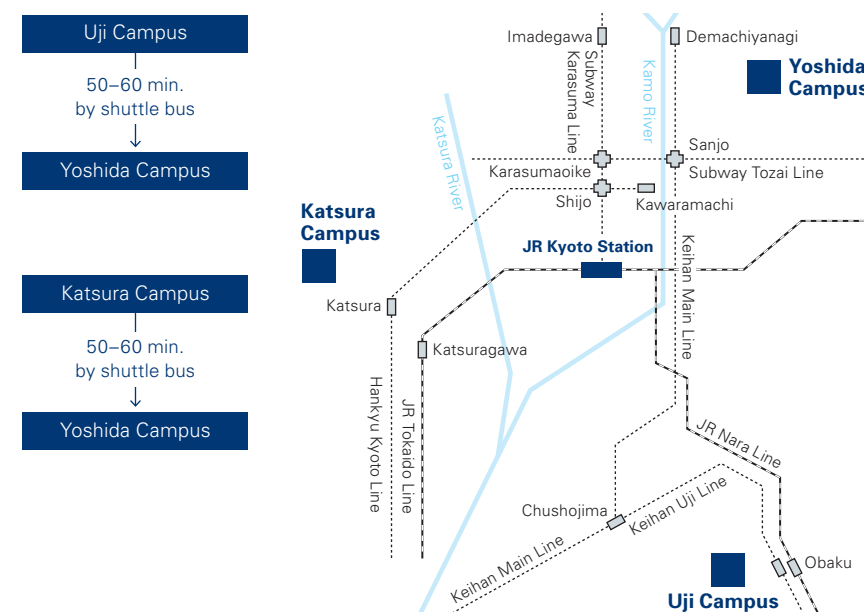 Uji Campus
50–60 min.
by shuttle bus
Yoshida Campus
Katsura Campus
50–60 min.
by shuttle bus
Yoshida Campus
Imadegawa
Demachiyanagi
Subway
Karasuma Line
Kamo River
Yoshida
Campus
Katsura River
Sanjo
Karasumaoike
Subway Tozai Line
Shijo
Kawaramachi
Katsura
Campus
JR Kyoto Station
Keihan Main Line
Katsura
Katsuragawa
Hankyu Kyoto Line
JR Tokaido Line
JR Nara Line
Chushojima
Keihan Uji Line
Keihan Main Line
Obaku
Uji Campus